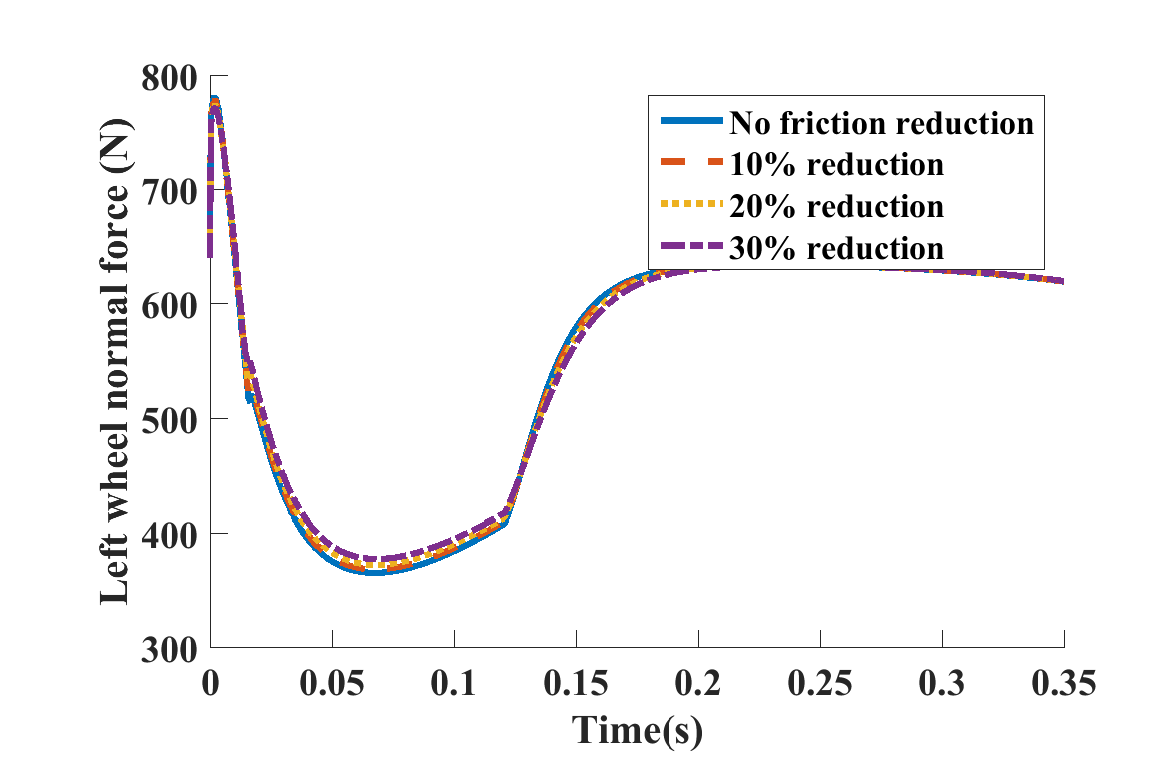 800
700
600
500
400
300
Left wheel normal force (N)
No friction reduction
10% reduction
20% reduction
30% reduction
0 0.05 0.1 0.15 0.2 0.25 0.3 0.35
Time(s)